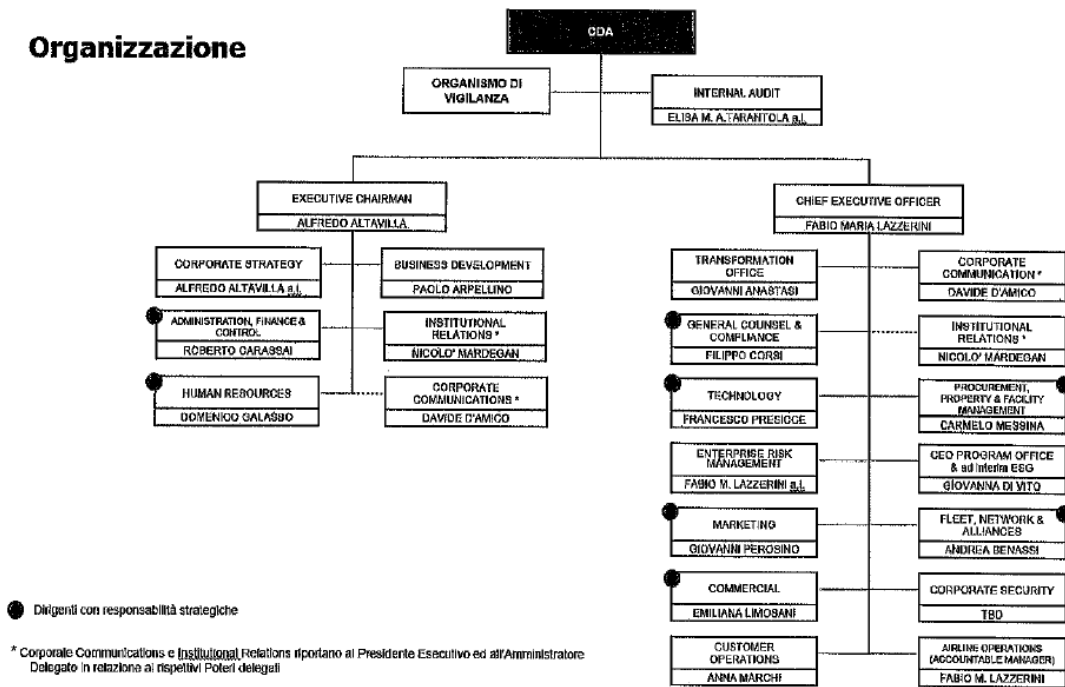 Organizzazione
CDA
ORGANISMO DI
VIGILANZA
INTERNAL AUDIT
ELISA M. A.TARANTOLA a.i.
EXECUTIVE CHAIRMAN
ALFREDO ALTAVILLA
CHIEF EXECUTIVE OFFICER
FABIO MARIA LAZZERINI
CORPORATE STRATEGY
ALFREDO ALTAVILLA a.i.
BUSINESS DEVELOPMENT
PAOLO ARPELLINO
ADMINISTRATION, FINANCE &
CONTROL
ROBERTO CARASSAI
INSTITUTIONAL
RELATIONS *
NICOLO' MARDEGAN
HUMAN RESOURCES
DOMENICO GALASSO
CORPORATE
COMMUNICATIONS *
DAVIDE D'AMICO
TRANSFORMATION
OFFICE
GIOVANNI ANASTASI
CORPORATE
COMMUNICATION *
DAVIDE D'AMICO
GENERAL COUNSEL &
COMPLIANCE
FILIPPO CORSI
INSTITUTIONAL
RELATIONS *
NICOLO' MARDEGAN
TECHNOLOGY
FRANCESCO PRESICCE
PROCUREMENT,
PROPERTY & FACILITY
MANAGEMENT
CARMELO MESSINA
ENTERPRISE RISK
MANAGEMENT
FABIO M. LAZZERINI a.i.
CEO PROGRAM OFFICE
& ad interim ESG
GIOVANNA DI VITO
MARKETING
GIOVANNI PEROSINO
FLEET, NETWORK &
ALLIANCES
ANDREA BENASSI
COMMERCIAL
EMILIANA LIMOSANI
CORPORATE SECURITY
TBD
CUSTOMER
OPERATIONS
ANNA MARCHI
AIRLINE OPERATIONS
(ACCOUNTABLE MANAGER)
FABIO M. LAZZERINI
Dirigenti con responsabilità strategiche
* Corporate Communications e Institutional Relations riportano al Presidente Esecutivo ed all'Amministratore
Delegato in relazione ai rispettivi Poteri delegati